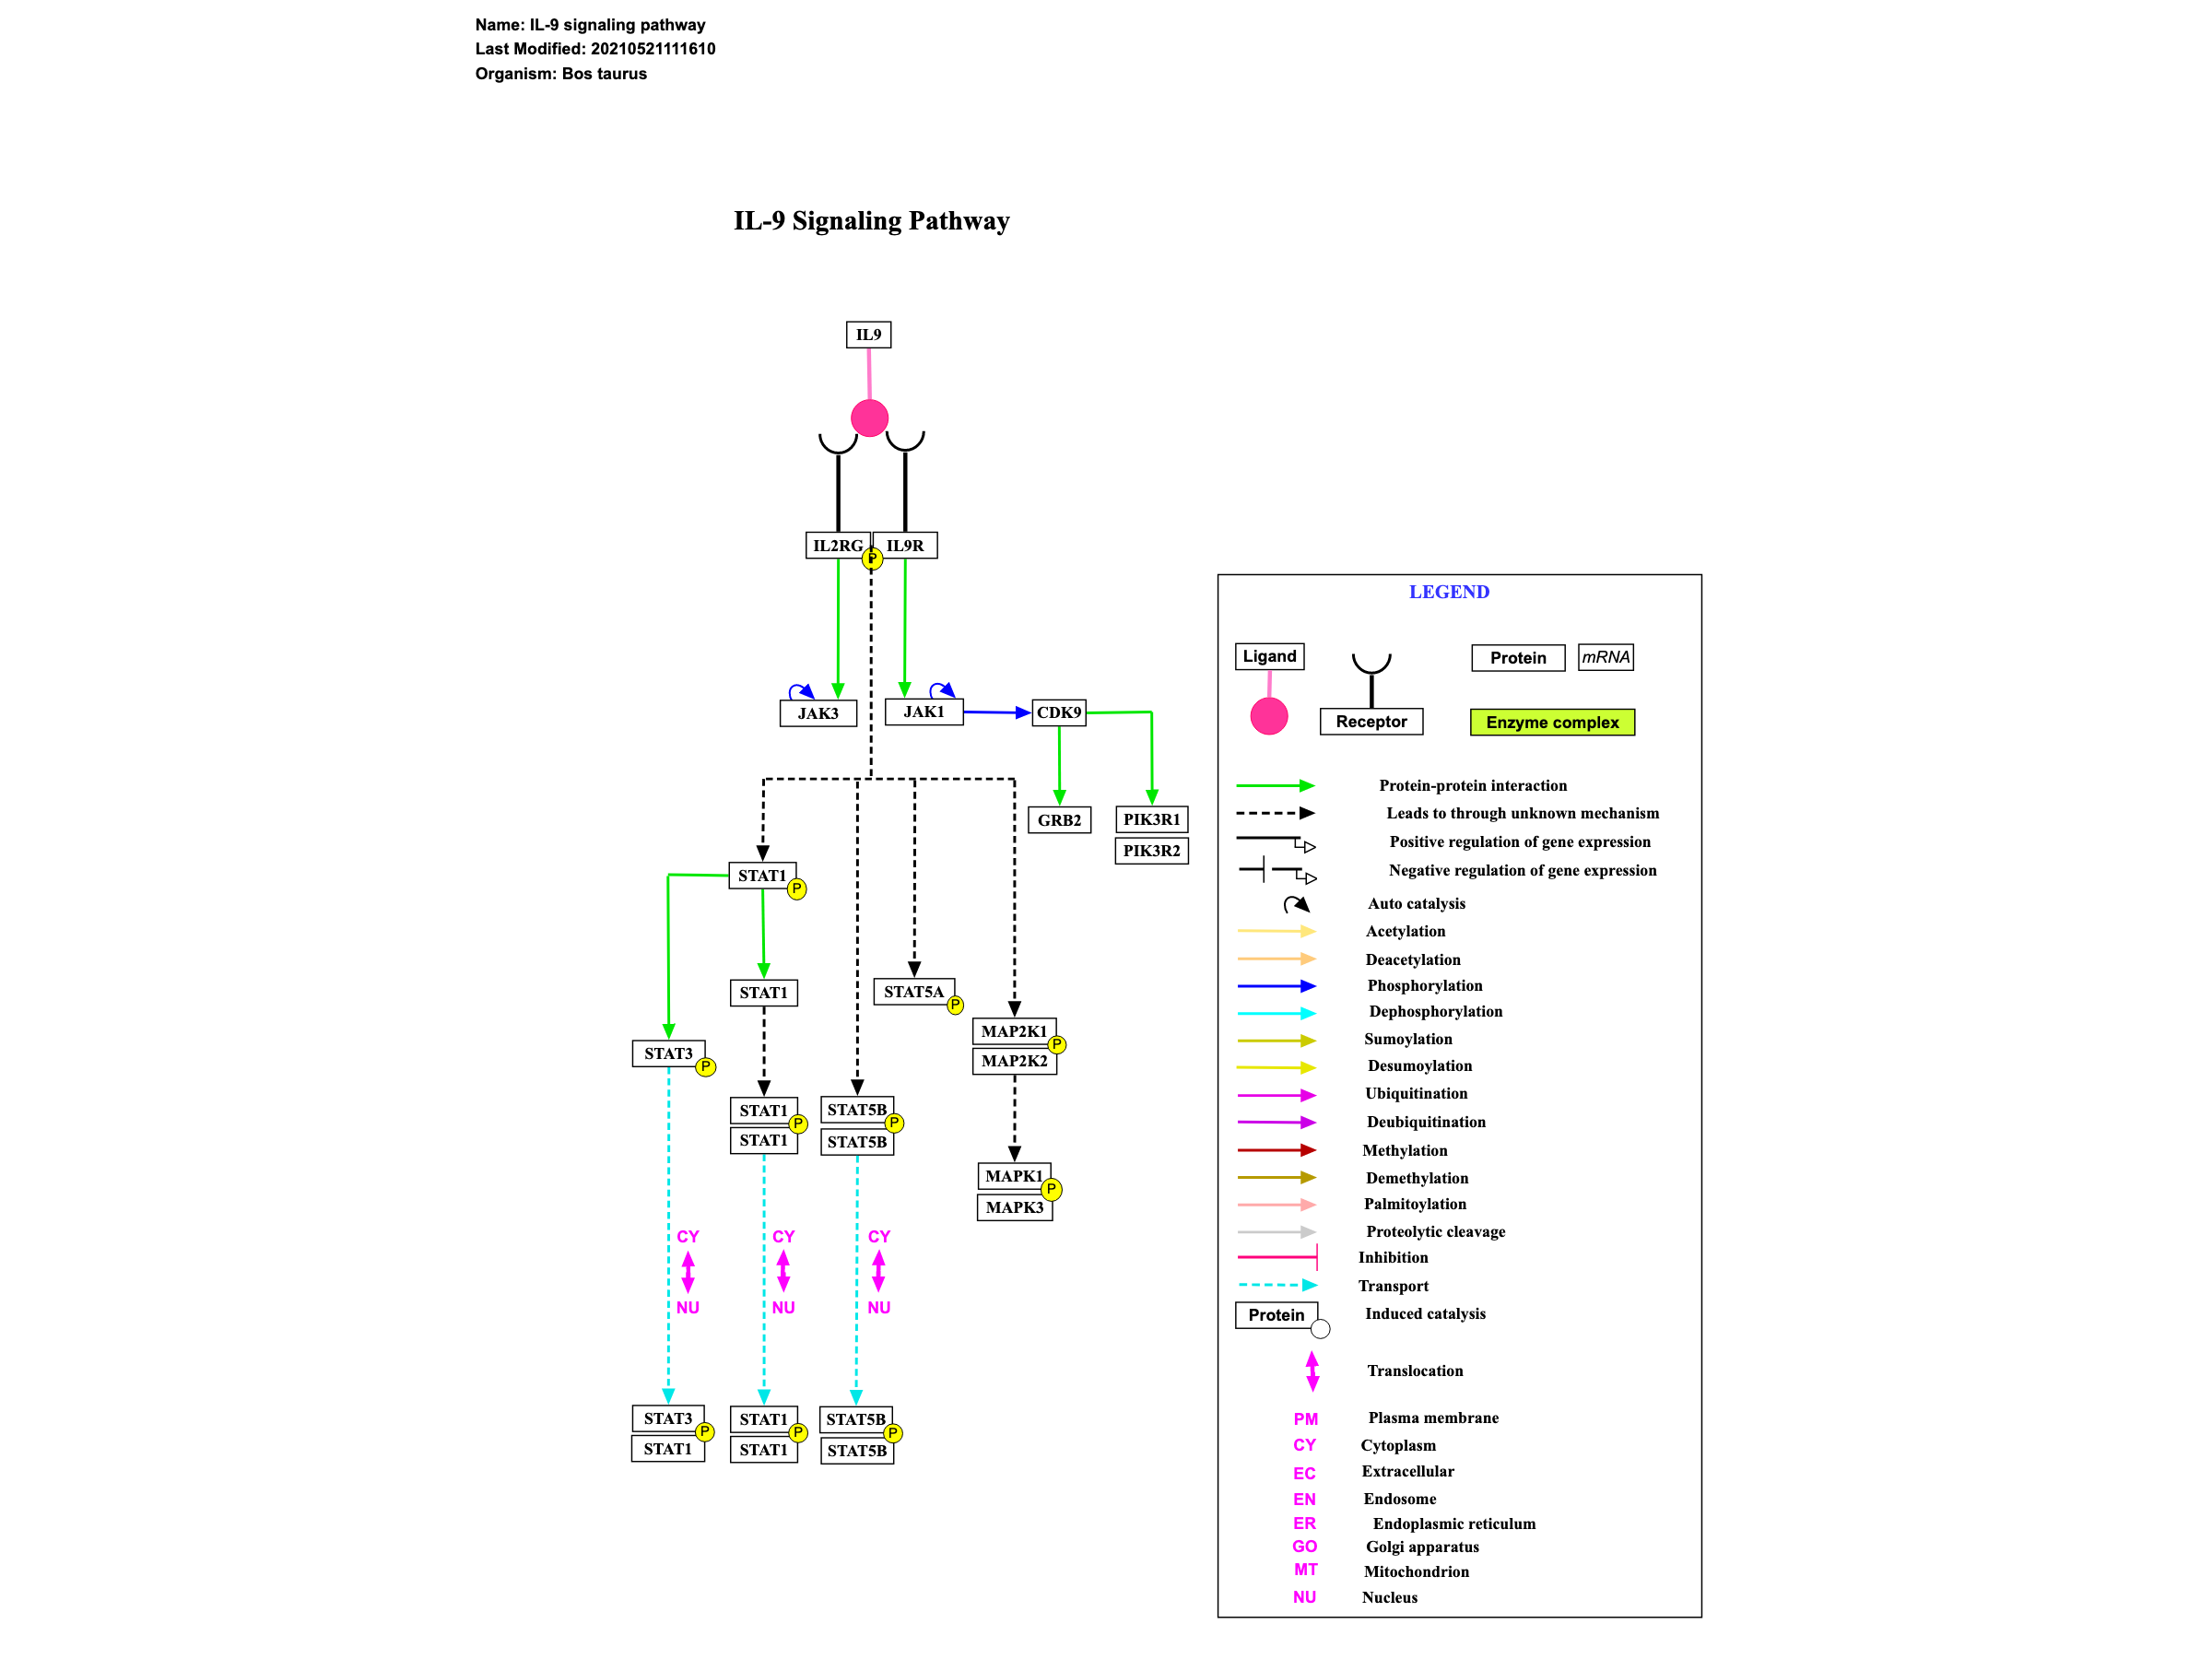 Name: IL-9 signaling pathway
Last Modified: 20210521111610
Organism: Bos taurus
IL-9 Signaling Pathway
IL9
IL2RG
IL9R
P
JAK3
JAK1
CDK9
GRB2
PIK3R1
PIK3R2
STAT1
P
STAT1
STAT5A
P
STAT3
P
MAP2K1
P
MAP2K2
STAT1
P
STAT1
STAT5B
P
STAT5B
MAPK1
P
MAPK3
CY
CY
CY
NU
NU
NU
STAT3
P
STAT1
STAT1
P
STAT1
STAT5B
P
STAT5B
LEGEND
Ligand
Receptor
Protein
mRNA
Enzyme complex
Protein-protein interaction
Leads to through unknown mechanism
Positive regulation of gene expression
Negative regulation of gene expression
Auto catalysis
Acetylation
Deacetylation
Phosphorylation
Dephosphorylation
Sumoylation
Desumoylation
Ubiquitination
Deubiquitination
Methylation
Demethylation
Palmitoylation
Proteolytic cleavage
Inhibition
Transport
Protein Induced catalysis
Translocation
PM Plasma membrane
CY Cytoplasm
EC Extracellular
EN Endosome
ER Endoplasmic reticulum
GO Golgi apparatus
MT Mitochondrion
NU Nucleus